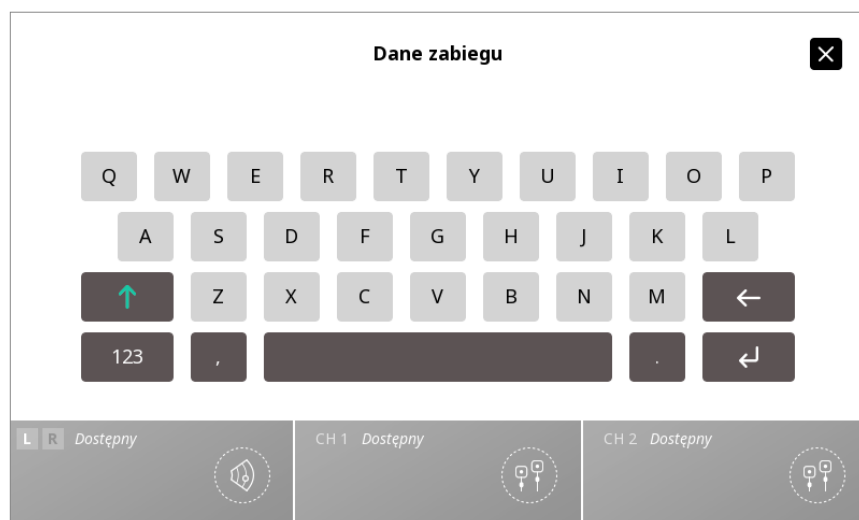 Dane zabiegu
Q W E R T Y U I O P
A S D F G H J K L
Z X C V B N M
123 , .
L R Dostępny CH 1 Dostępny CH 2 Dostępny